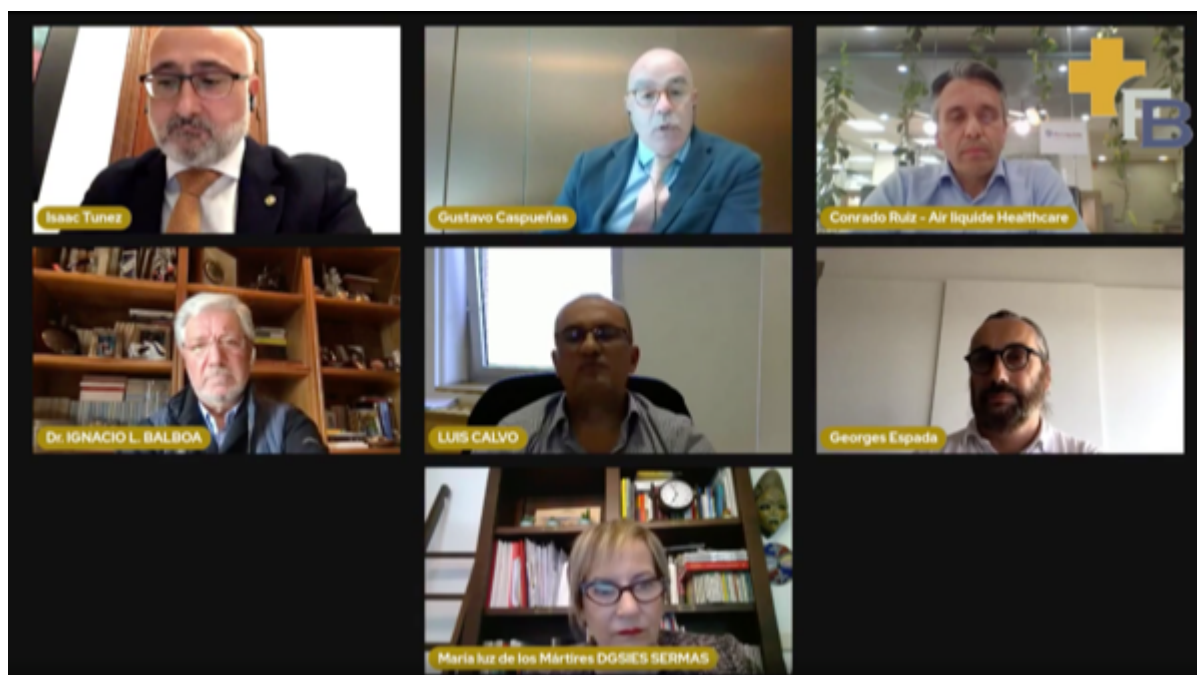 Isaac Tunez
Gustavo Caspueñas
Conrado Ruiz - Air liquide Healthcare
FB
Dr. IGNACIO L. BALBOA
LUIS CALVO
Georges Espada
María luz de los Mártires DGSIES SERMAS